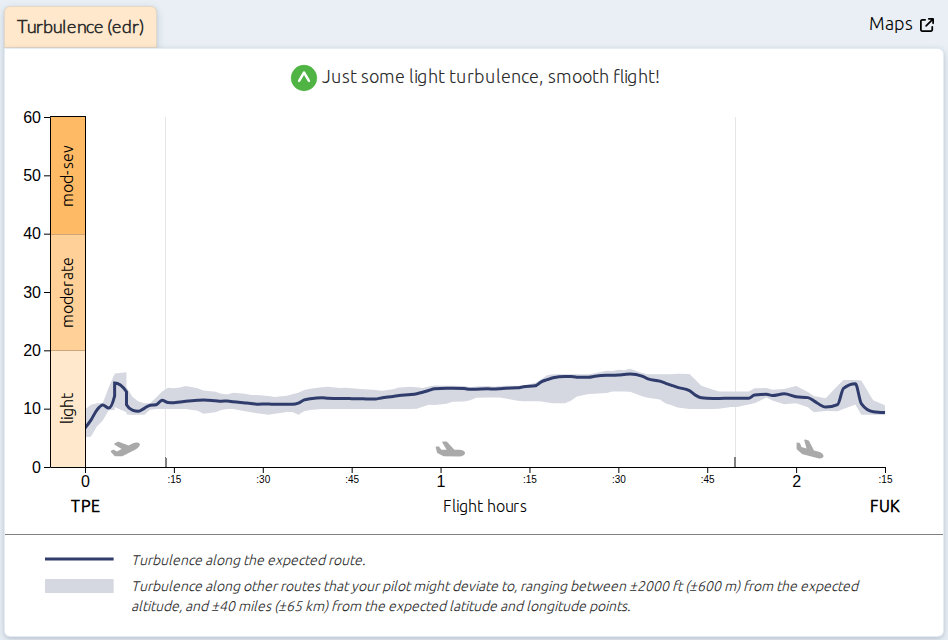 Turbulence (edr)
Maps
Just some light turbulence, smooth flight!
60
50
40
30
20
10
0
mod-sev
moderate
light
0 :15 :30 :45 1 :15 :30 :45 2 :15
TPE Flight hours FUK
Turbulence along the expected route.
Turbulence along other routes that your pilot might deviate to, ranging between ±2000 ft (±600 m) from the expected
altitude, and ±40 miles (±65 km) from the expected latitude and longitude points.